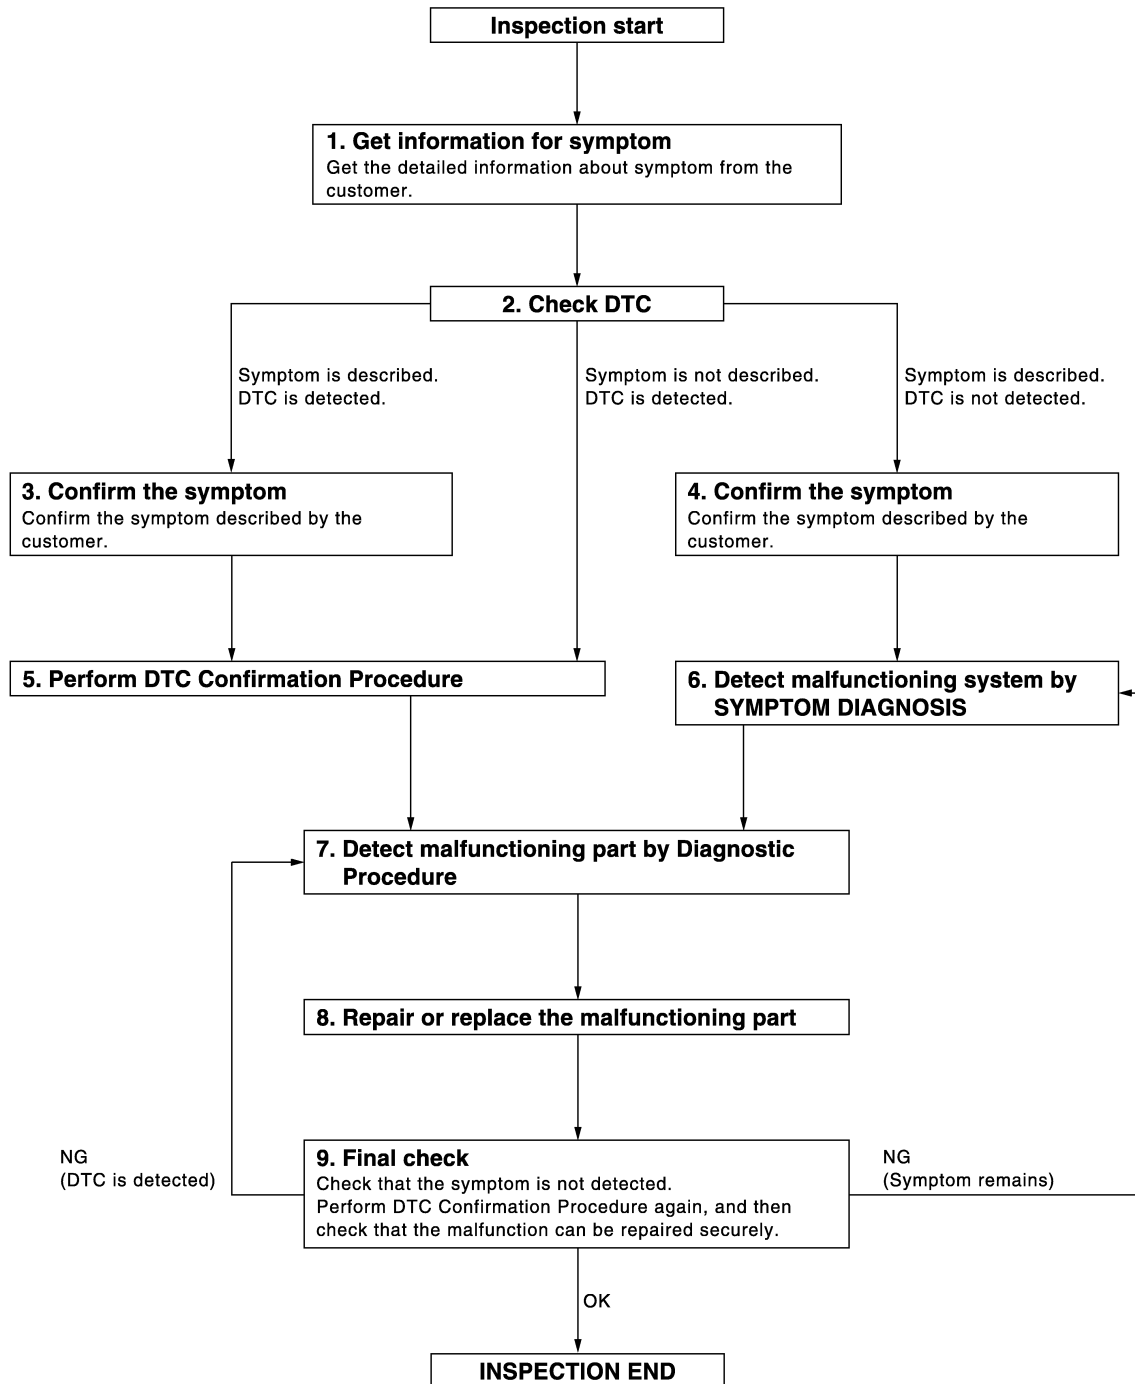 Inspection start
1. Get information for symptom
Get the detailed information about symptom from the
customer.
2. Check DTC
Symptom is described.
DTC is detected.
Symptom is not described.
DTC is detected.
Symptom is described.
DTC is not detected.
3. Confirm the symptom
Confirm the symptom described by the
customer.
4. Confirm the symptom
Confirm the symptom described by the
customer.
5. Perform DTC Confirmation Procedure
6. Detect malfunctioning system by
SYMPTOM DIAGNOSIS
7. Detect malfunctioning part by Diagnostic
Procedure
8. Repair or replace the malfunctioning part
NG
(DTC is detected)
9. Final check
Check that the symptom is not detected.
Perform DTC Confirmation Procedure again, and then
check that the malfunction can be repaired securely.
NG
(Symptom remains)
OK
INSPECTION END